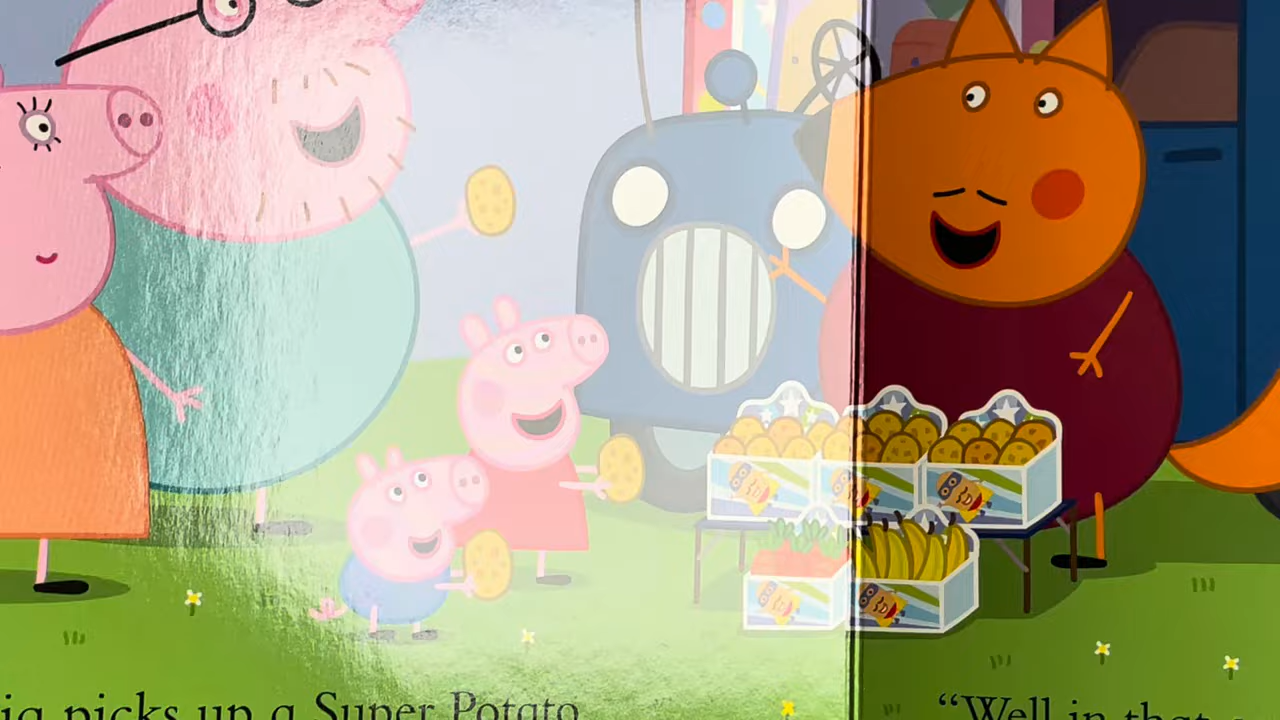 picks up a Super Potato
“Well in that